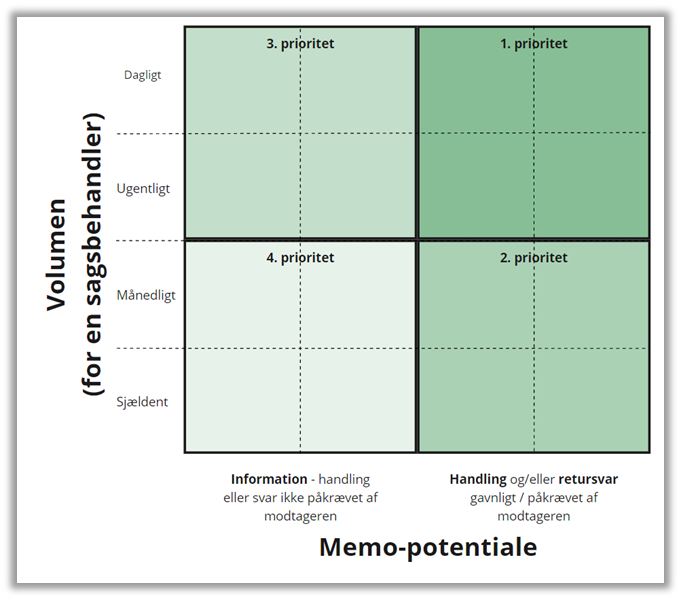 3. prioritet
1. prioritet
Dagligt
Ugentligt
Volumen
(for en sagsbehandler)
4. prioritet
2. prioritet
Månedligt
Sjældent
Information - handling
eller svar ikke påkrævet af
modtageren
Handling og/eller retursvar
gavnligt / påkrævet af
modtageren
Memo-potentiale